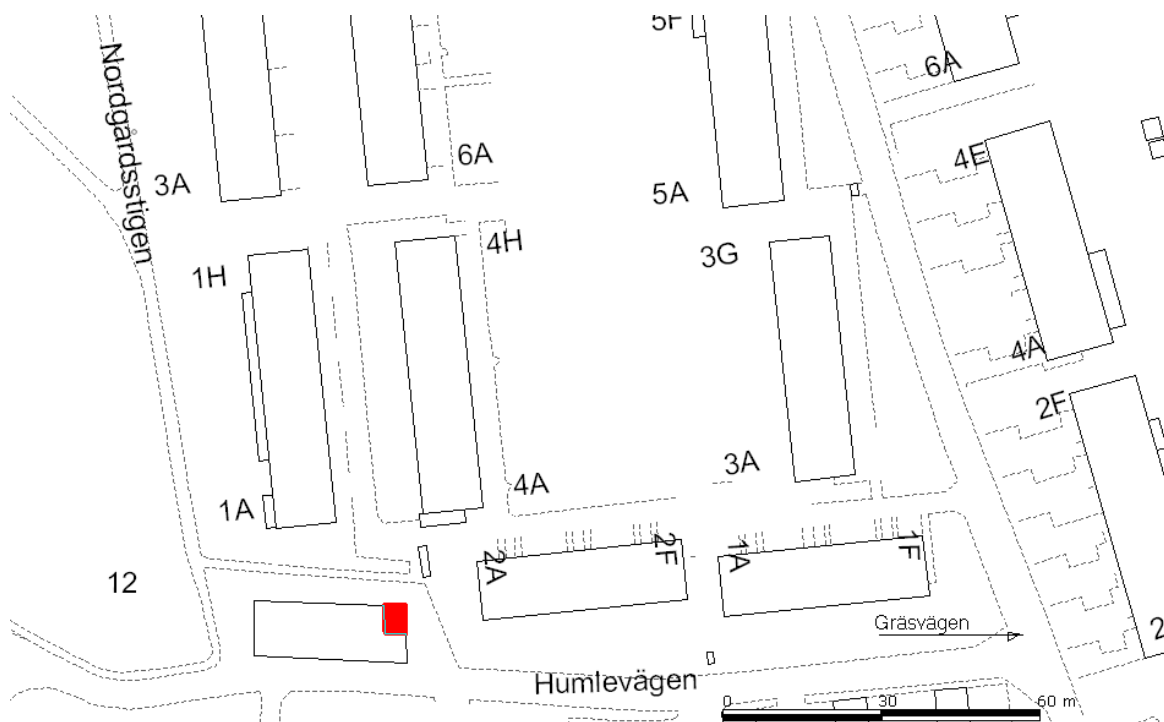 5F
6A
Nordgårdsstigen
6A
4E
3A
5A
4H
3G
1H
4A
2F
3A
4A
1A
2A
2F
1A
1F
12
Gräsvägen
2
Humlevägen
0 30 60 m